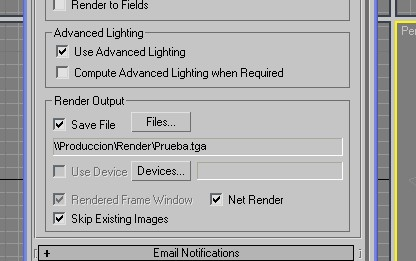 Render to Fields
Advanced Lighting
Use Advanced Lighting
Compute Advanced Lighting when Required
Render Output
Save File
Files...
\\Produccion\Render\Prueba.tga
Use Device
Devices...
Rendered Frame Window
Net Render
Skip Existing Images
+ Email Notifications